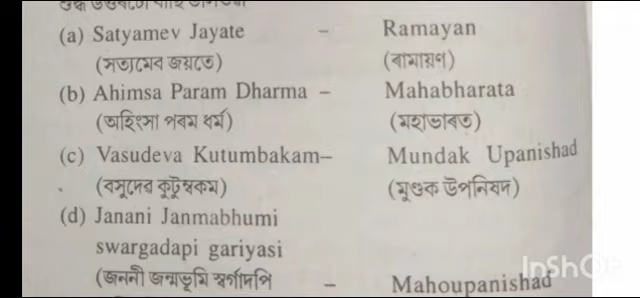 (a) Satyamev Jayate – Ramayan
(সত্যমেব জয়তে) (ৰামায়ণ)
(b) Ahimsa Param Dharma – Mahabharata
(অহিংসা পৰম ধৰ্ম) (মহাভাৰত)
(c) Vasudeva Kutumbakam– Mundak Upanishad
(বসুদেৱ কুটুম্বকম) (মুণ্ডক উপনিষদ)
(d) Janani Janmabhumi
swargadapi gariyasi
(জননী জন্মভূমি স্বৰ্গাদপি – Mahoupanishad
InShO